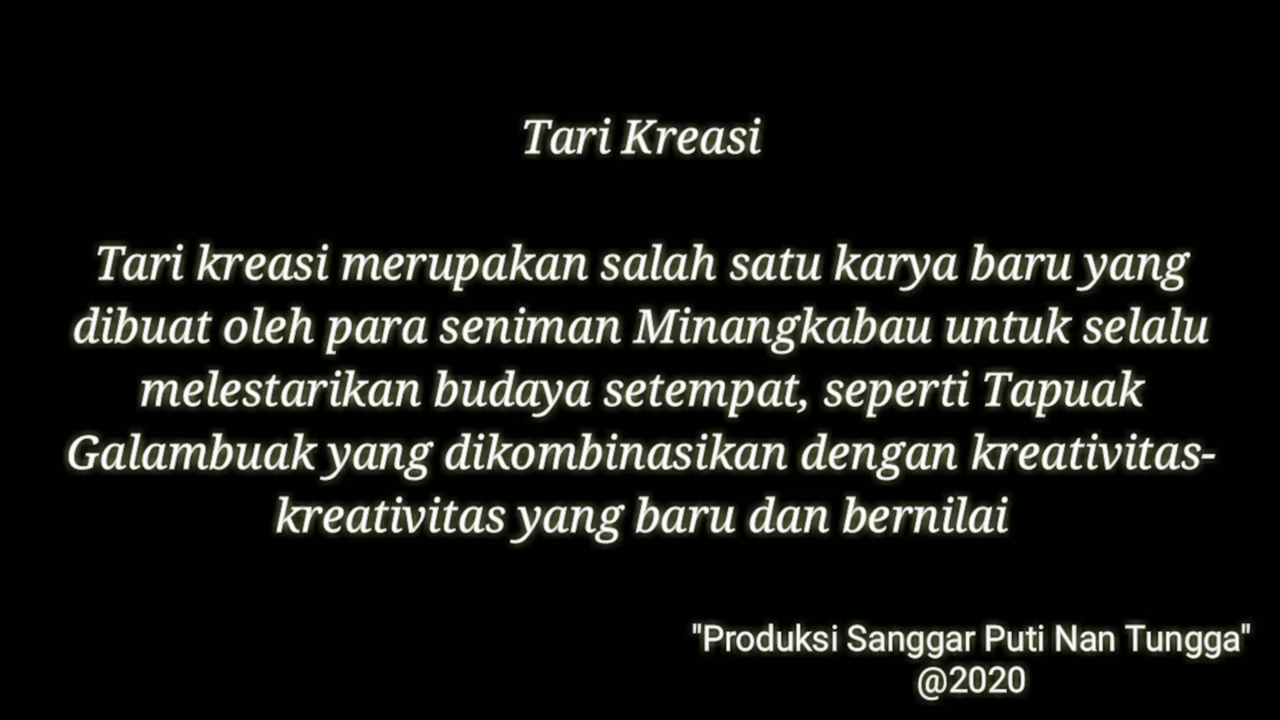 Tari Kreasi
Tari kreasi merupakan salah satu karya baru yang
dibuat oleh para seniman Minangkabau untuk selalu
melestarikan budaya setempat, seperti Tapuak
Galambuak yang dikombinasikan dengan kreativitas-
kreativitas yang baru dan bernilai
"Produksi Sanggar Puti Nan Tungga"
@2020